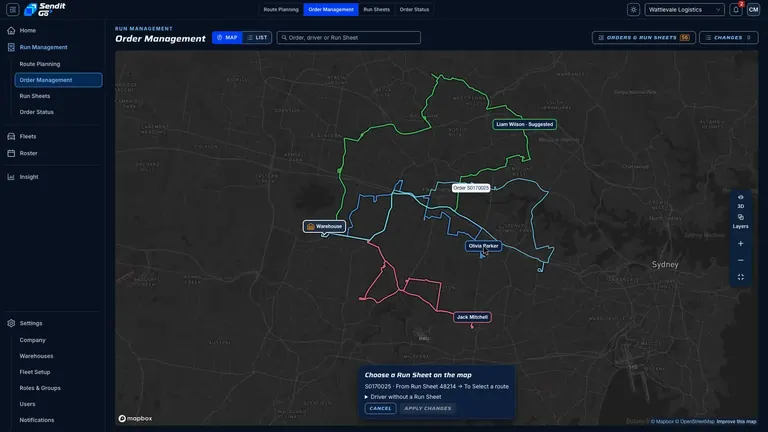 Sendit Go
Route Planning
Order Management
Run Sheets
Order Status
Wattlevale Logistics
2
CM
Home
Run Management
Route Planning
Order Management
Run Sheets
Order Status
Fleets
Roster
Insight
Settings
Company
Warehouses
Fleet Setup
Roles & Groups
Users
Notifications
RUN MANAGEMENT
Order Management
MAP
LIST
Order, driver or Run Sheet
ORDERS & RUN SHEETS 56
CHANGES 0
Liam Wilson · Suggested
Order S0170025
Warehouse
Olivia Parker
Jack Mitchell
Sydney
3D
Layers
Choose a Run Sheet on the map
S0170025 · From Run Sheet 48214 → To Select a route
Driver without a Run Sheet
CANCEL
APPLY CHANGES
mapbox
© Mapbox © OpenStreetMap Improve this map